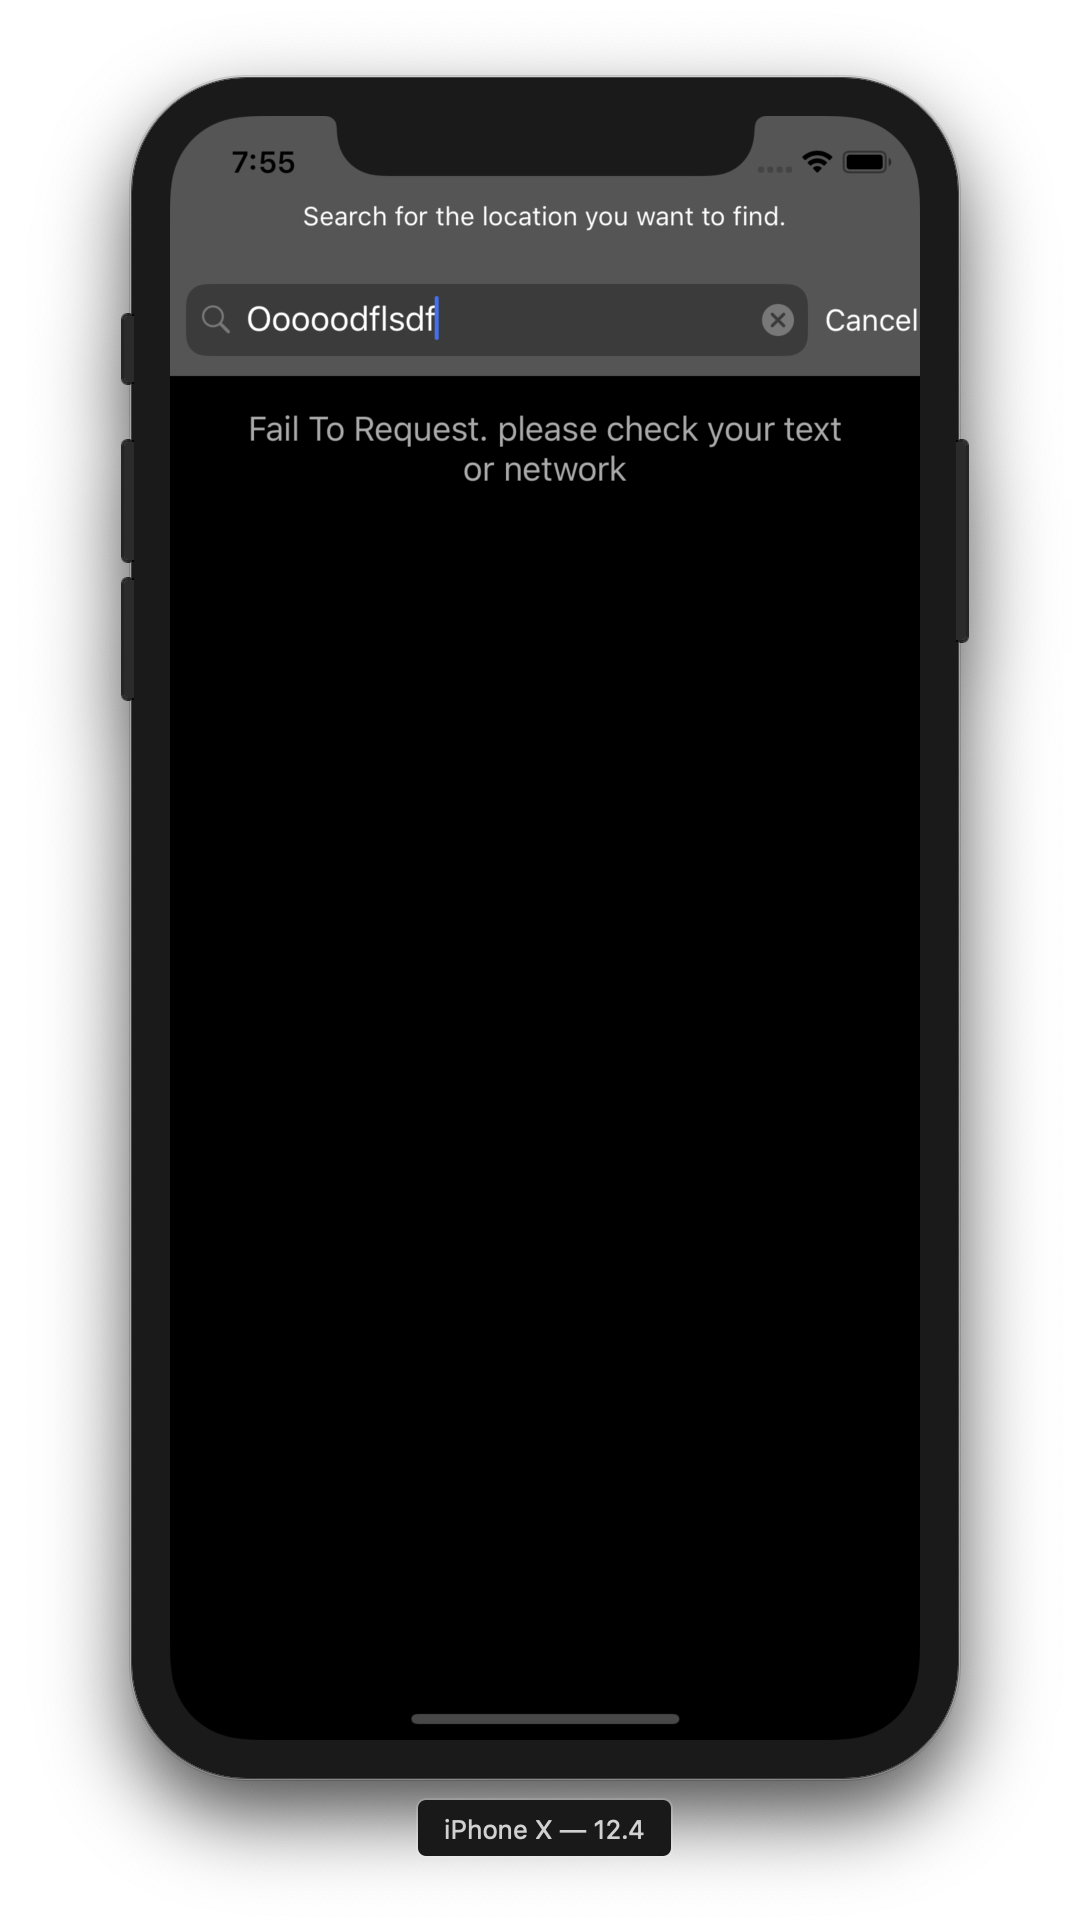 7:55
Search for the location you want to find.
Ooooodflsdf
Cancel
Fail To Request. please check your text
or network
iPhone X — 12.4